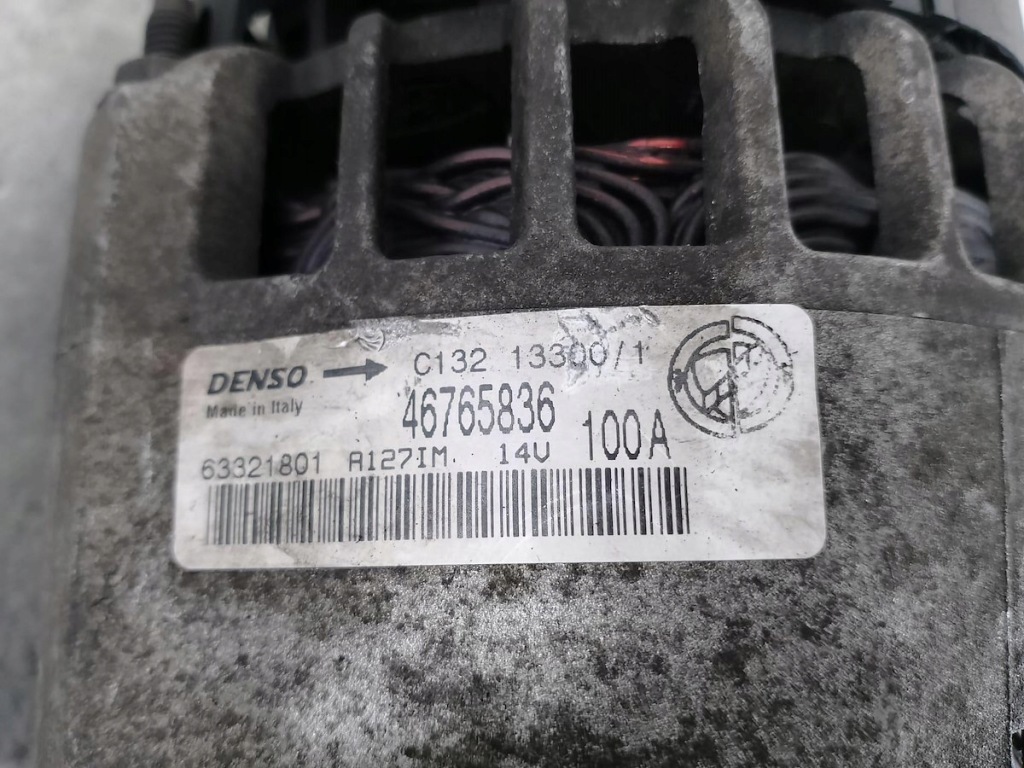 DENSO C132 13300/1
Made in Italy 46765836 100A
63321801 A127IM. 14V